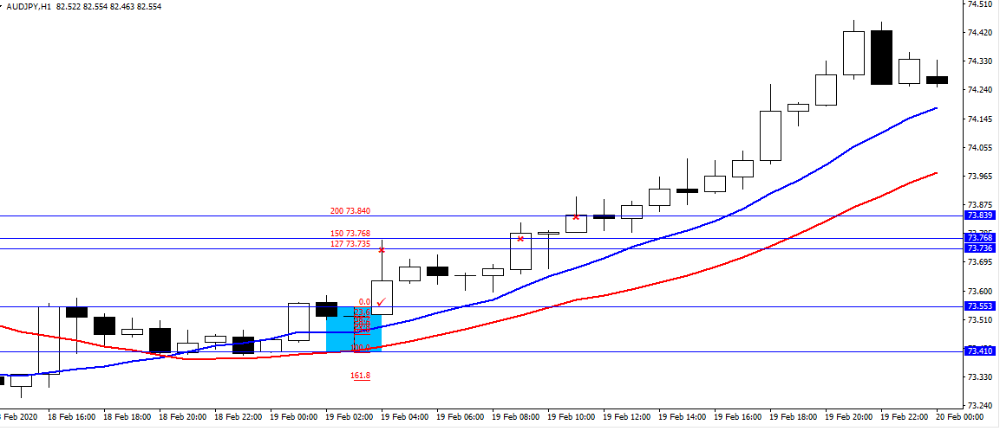 AUDJPY,H1 82.522 82.554 82.463 82.554
74.510
74.420
74.330
74.240
74.145
74.055
73.965
73.875
200 73.840
73.839
150 73.768
73.768
127 73.735
73.736
73.695
73.600
0.0
73.553
23.6
73.510
100.0
73.410
161.8
73.330
73.240
Feb 2020
18 Feb 16:00
18 Feb 18:00
18 Feb 20:00
18 Feb 22:00
19 Feb 00:00
19 Feb 02:00
19 Feb 04:00
19 Feb 06:00
19 Feb 08:00
19 Feb 10:00
19 Feb 12:00
19 Feb 14:00
19 Feb 16:00
19 Feb 18:00
19 Feb 20:00
19 Feb 22:00
20 Feb 00:00